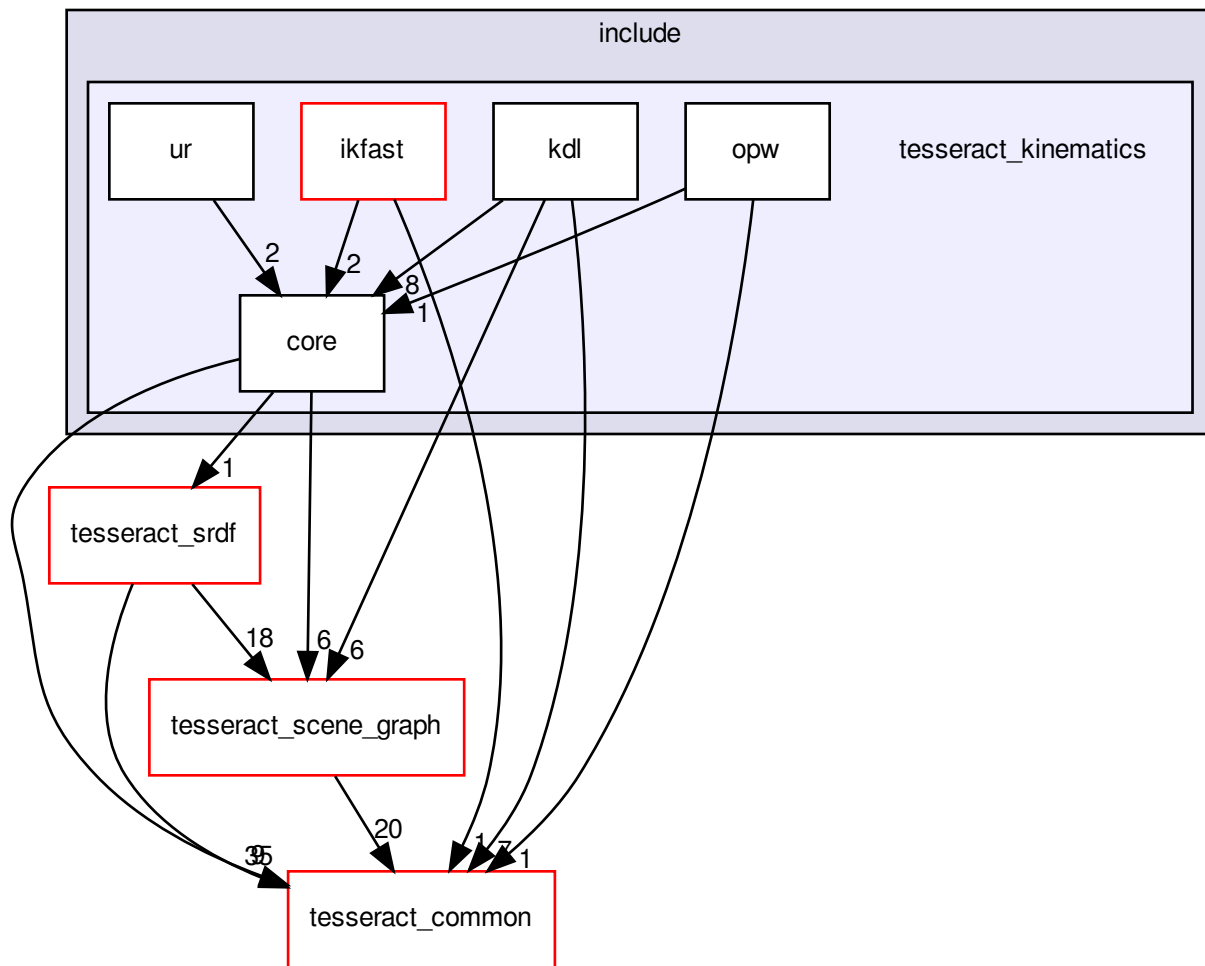 include
ur
ikfast
kdl
opw
tesseract_kinematics
2
2
8
1
core
1
tesseract_srdf
18
6
6
tesseract_scene_graph
20
1
7
1
tesseract_common